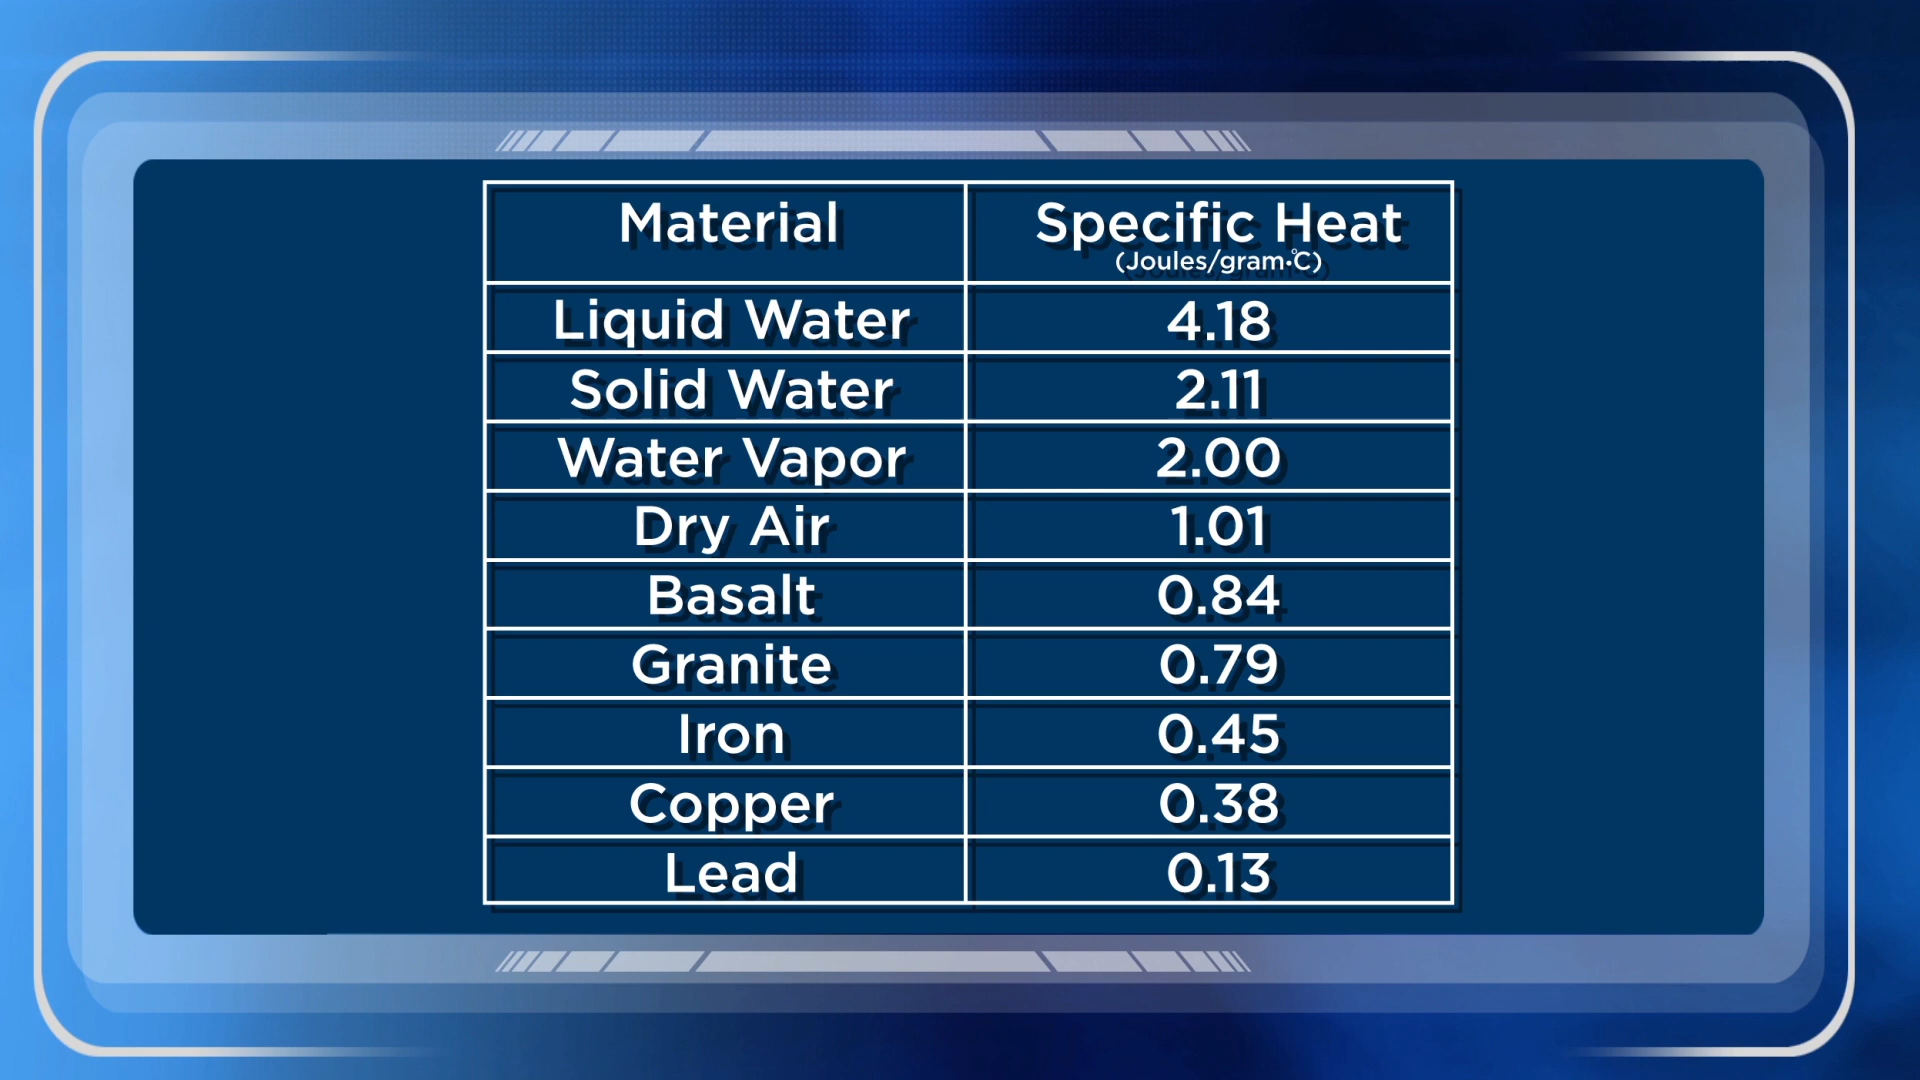 Material
Specific Heat
(Joules/gram•°C)
Liquid Water
4.18
Solid Water
2.11
Water Vapor
2.00
Dry Air
1.01
Basalt
0.84
Granite
0.79
Iron
0.45
Copper
0.38
Lead
0.13